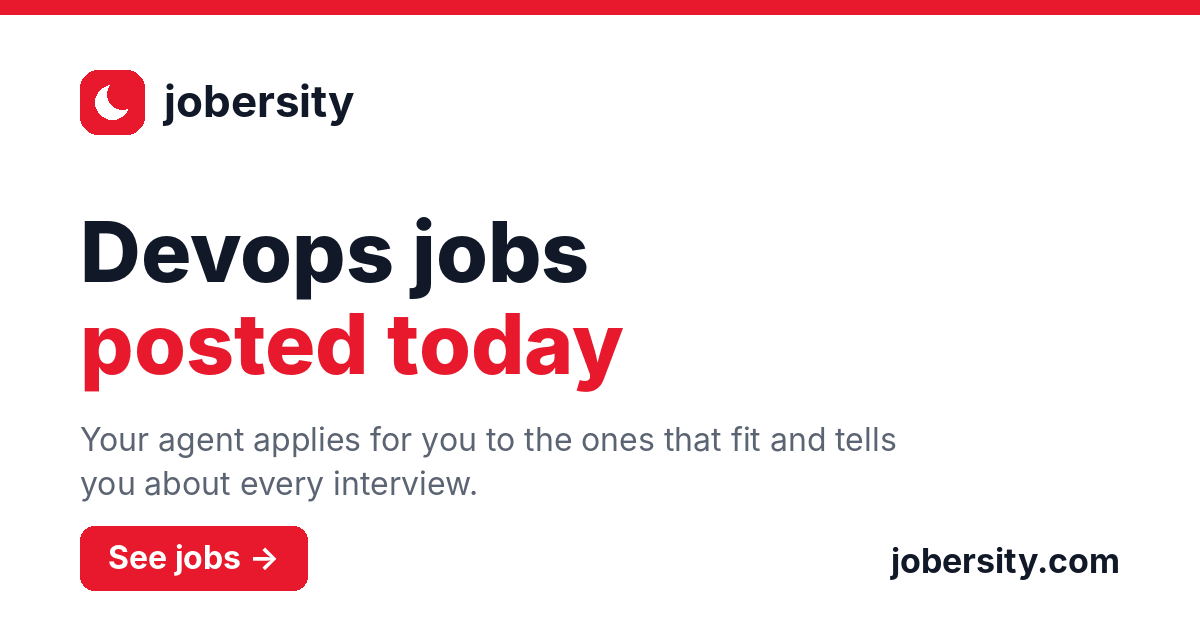 jobersity
Devops jobs
posted today
Your agent applies for you to the ones that fit and tells
you about every interview.
See jobs →
jobersity.com